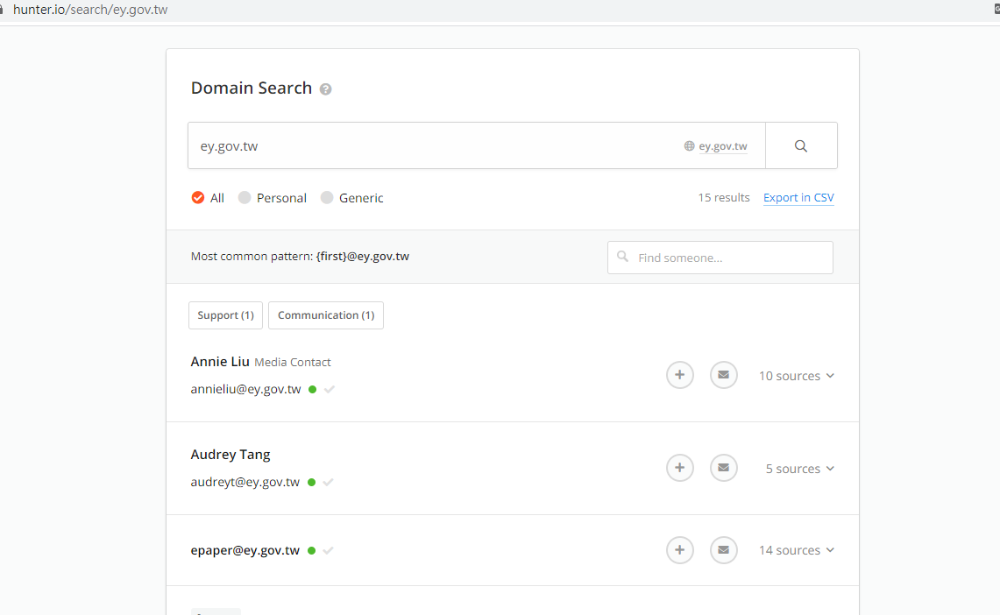 hunter.io/search/ey.gov.tw
Domain Search ?
ey.gov.tw ey.gov.tw
All Personal Generic 15 results Export in CSV
Most common pattern: {first}@ey.gov.tw Find someone...
Support (1) Communication (1)
Annie Liu Media Contact
annieliu@ey.gov.tw 10 sources
Audrey Tang
audreyt@ey.gov.tw 5 sources
epaper@ey.gov.tw 14 sources